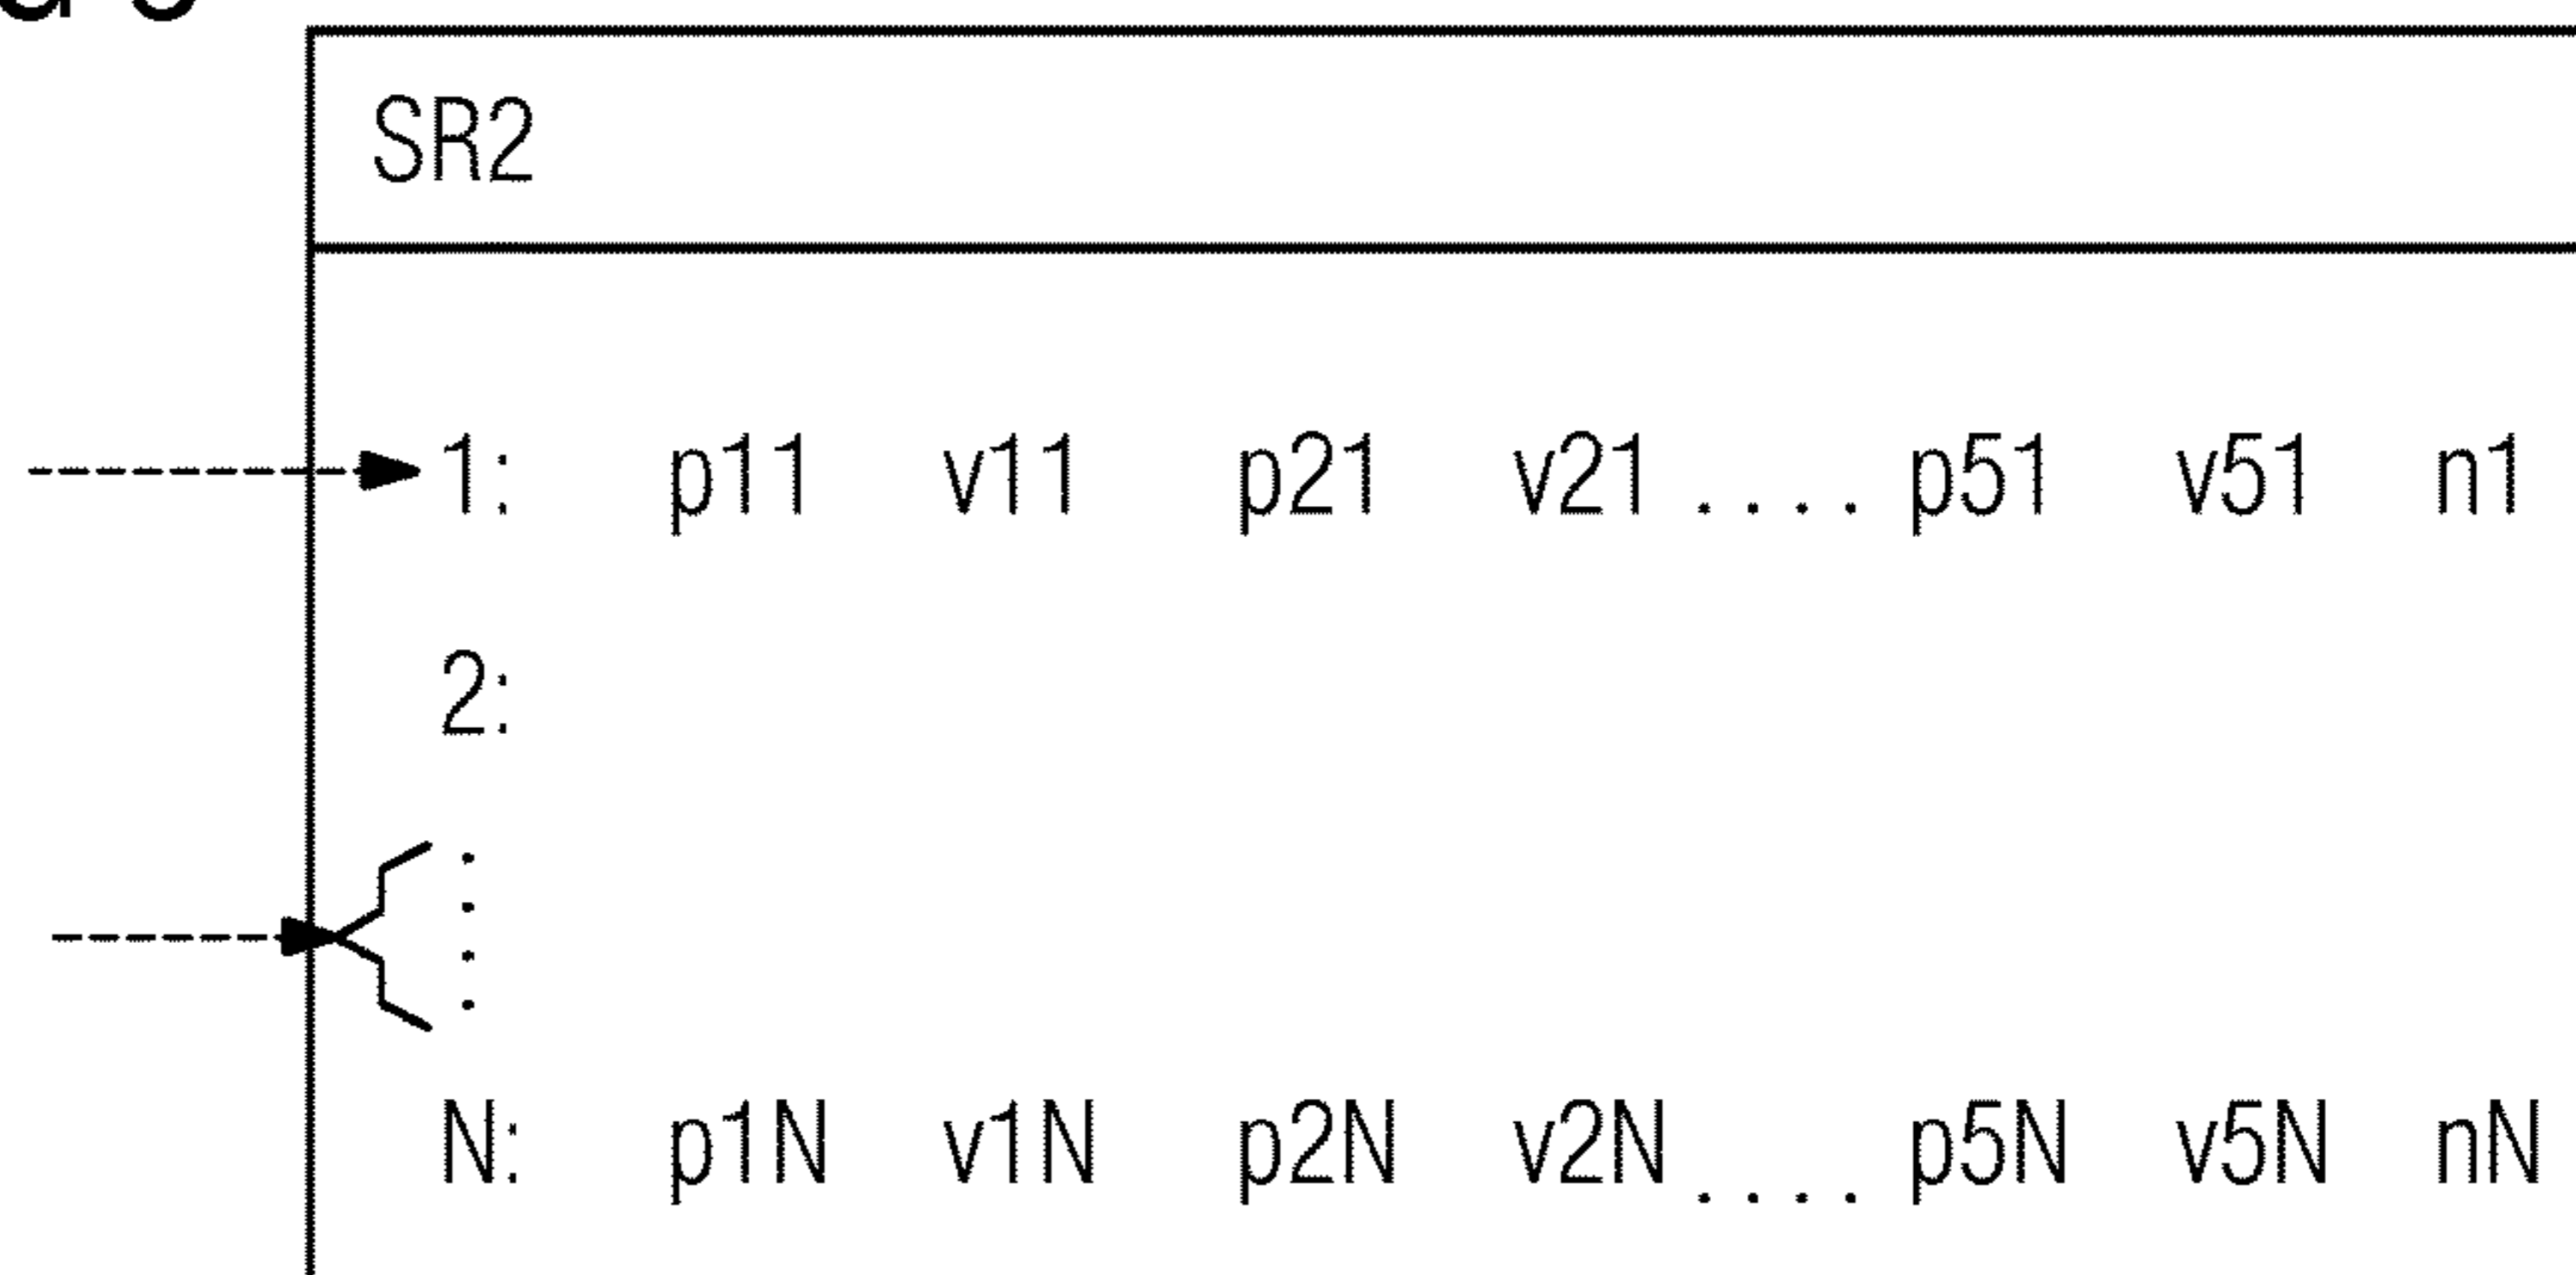 SR2
1: p11 v11 p21 v21 .... p51 v51 n1
2:
:
:
N: p1N v1N p2N v2N .... p5N v5N nN